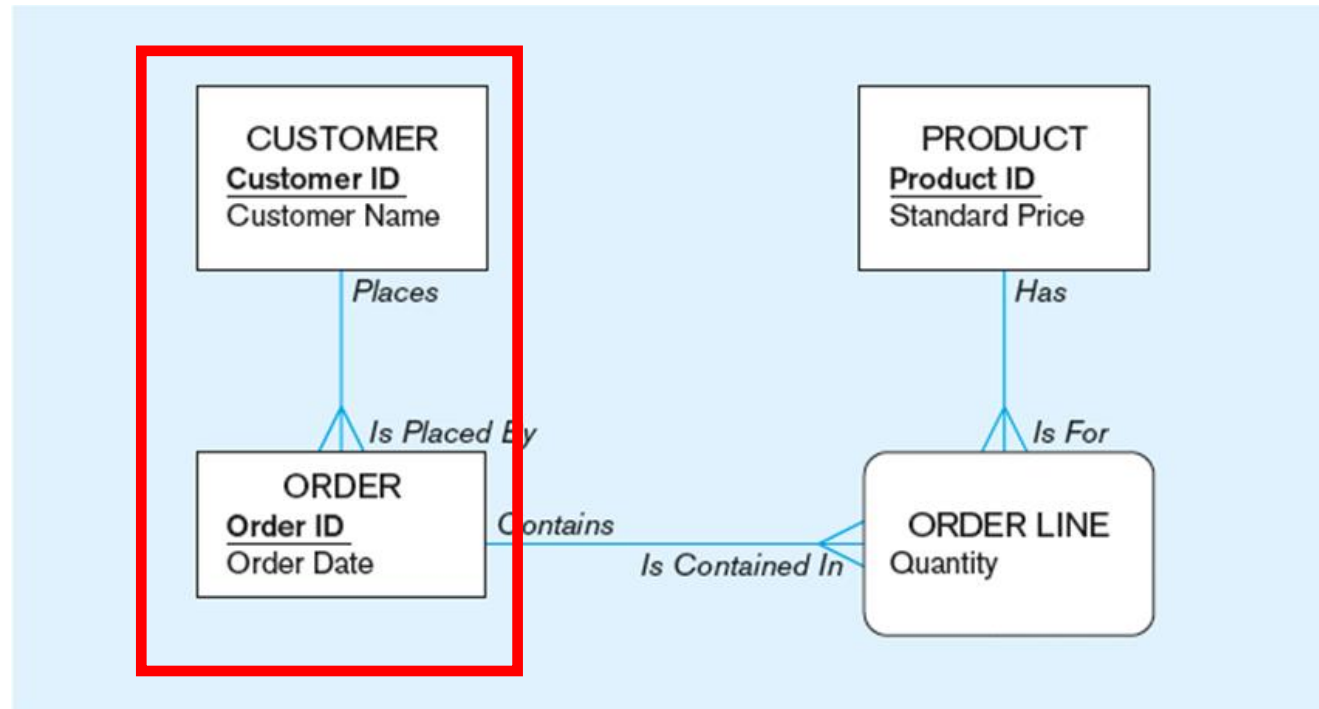 CUSTOMER
Customer ID
Customer Name
Places
Is Placed By
ORDER
Order ID
Order Date
Contains
Is Contained In
PRODUCT
Product ID
Standard Price
Has
Is For
ORDER LINE
Quantity